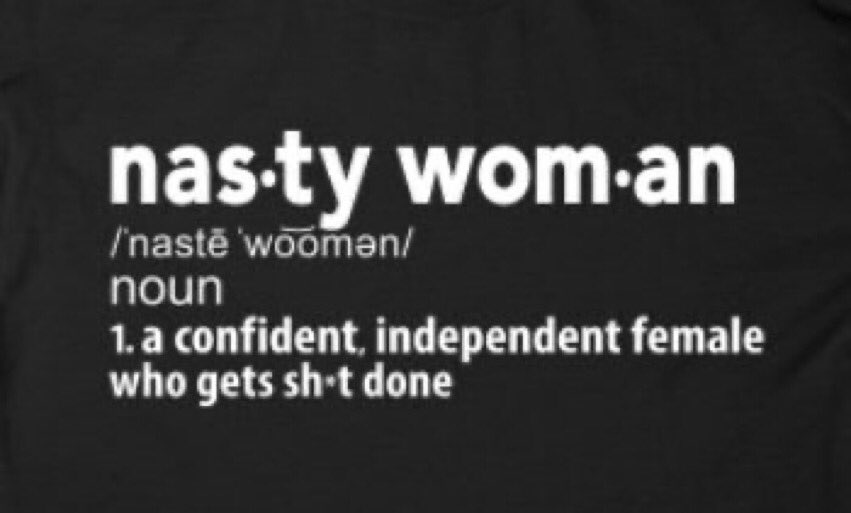 nas·ty wom·an
/ˈnastē ˈwo͝omən/
noun
1. a confident, independent female
who gets sh·t done